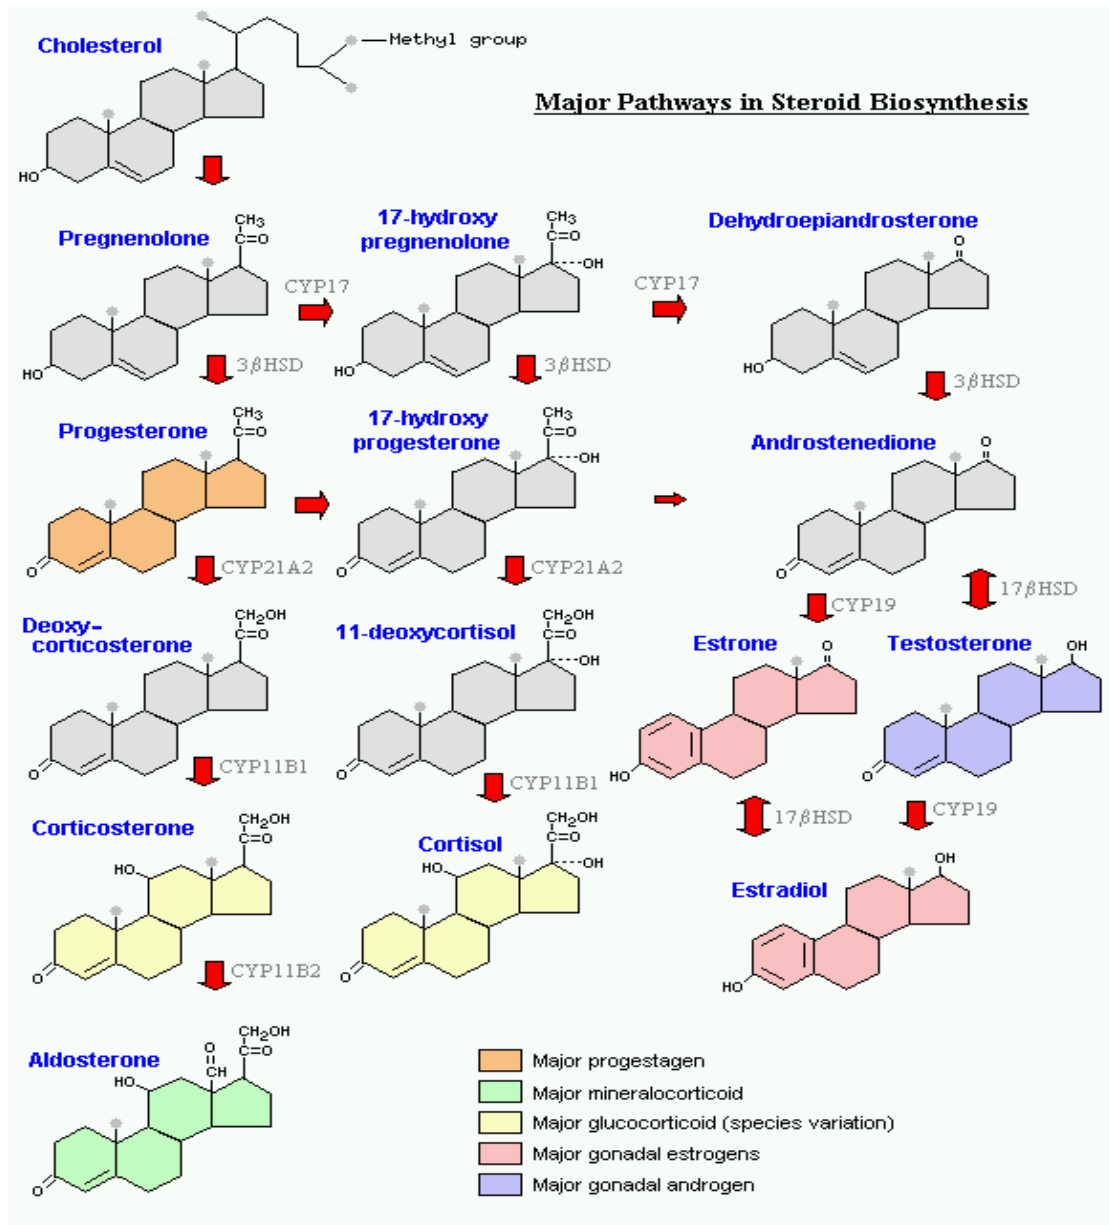 Cholesterol
Methyl group
Major Pathways in Steroid Biosynthesis
HO
Pregnenolone
CH3
C=O
HO
CYP17
17-hydroxy
pregnenolone
CH3
C=O
OH
HO
CYP17
Dehydroepiandrosterone
O
HO
3βHSD
3βHSD
3βHSD
Progesterone
CH3
C=O
O
17-hydroxy
progesterone
CH3
C=O
OH
O
Androstenedione
O
O
CYP21A2
CYP21A2
CYP19
17βHSD
Deoxy-
corticosterone
CH2OH
C=O
O
11-deoxycortisol
CH2OH
C=O
OH
O
Estrone
O
HO
Testosterone
OH
O
CYP11B1
CYP11B1
17βHSD
CYP19
Corticosterone
CH2OH
C=O
HO
O
Cortisol
CH2OH
C=O
HO
OH
O
Estradiol
OH
HO
CYP11B2
Aldosterone
CH2OH
C=O
O
CH
HO
O
Major progestagen
Major mineralocorticoid
Major glucocorticoid (species variation)
Major gonadal estrogens
Major gonadal androgen